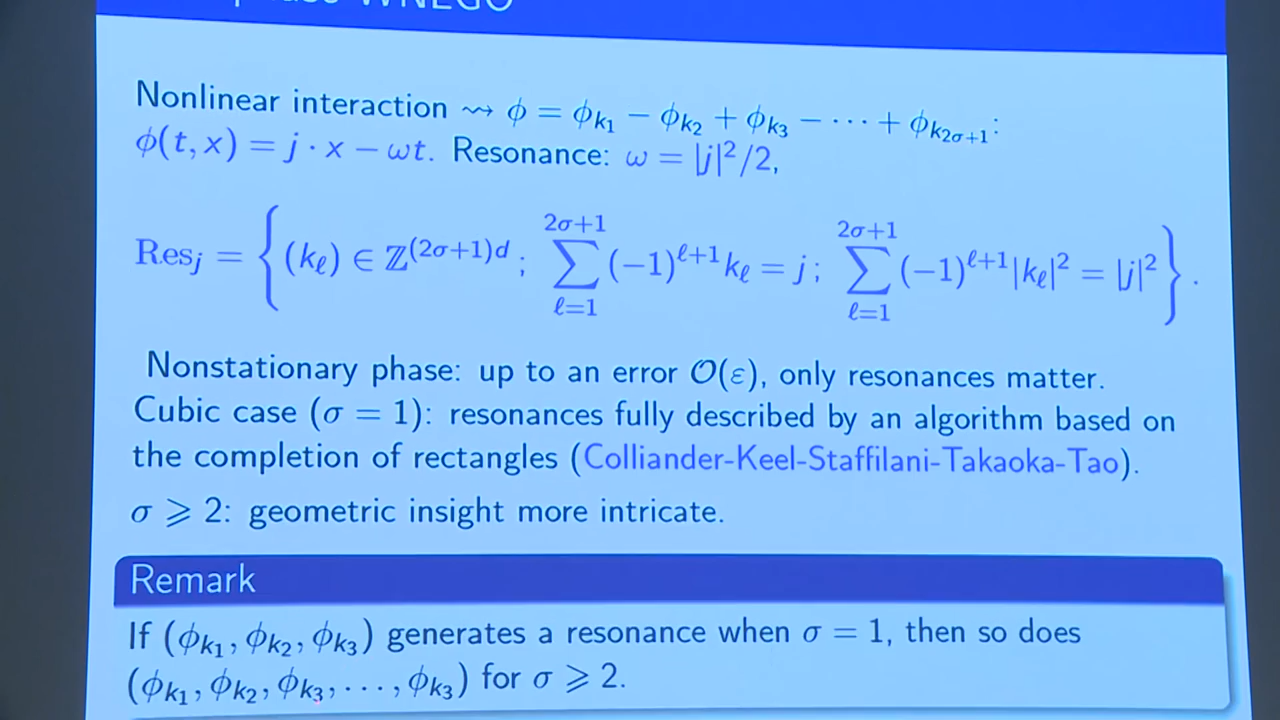 WNLGO
Nonlinear interaction ⇝ ϕ = ϕ_{k_1} − ϕ_{k_2} + ϕ_{k_3} − ⋯ + ϕ_{k_{2σ+1}}:
ϕ(t, x) = j · x − ωt. Resonance: ω = |j|²/2,
Res_j = { (k_ℓ) ∈ ℤ^{(2σ+1)d} ; ∑_{ℓ=1}^{2σ+1} (−1)^{ℓ+1} k_ℓ = j ; ∑_{ℓ=1}^{2σ+1} (−1)^{ℓ+1} |k_ℓ|² = |j|² } .
Nonstationary phase: up to an error 𝒪(ε), only resonances matter.
Cubic case (σ = 1): resonances fully described by an algorithm based on
the completion of rectangles (Colliander-Keel-Staffilani-Takaoka-Tao).
σ ⩾ 2: geometric insight more intricate.
Remark
If (ϕ_{k_1}, ϕ_{k_2}, ϕ_{k_3}) generates a resonance when σ = 1, then so does
(ϕ_{k_1}, ϕ_{k_2}, ϕ_{k_3}, . . . , ϕ_{k_3}) for σ ⩾ 2.